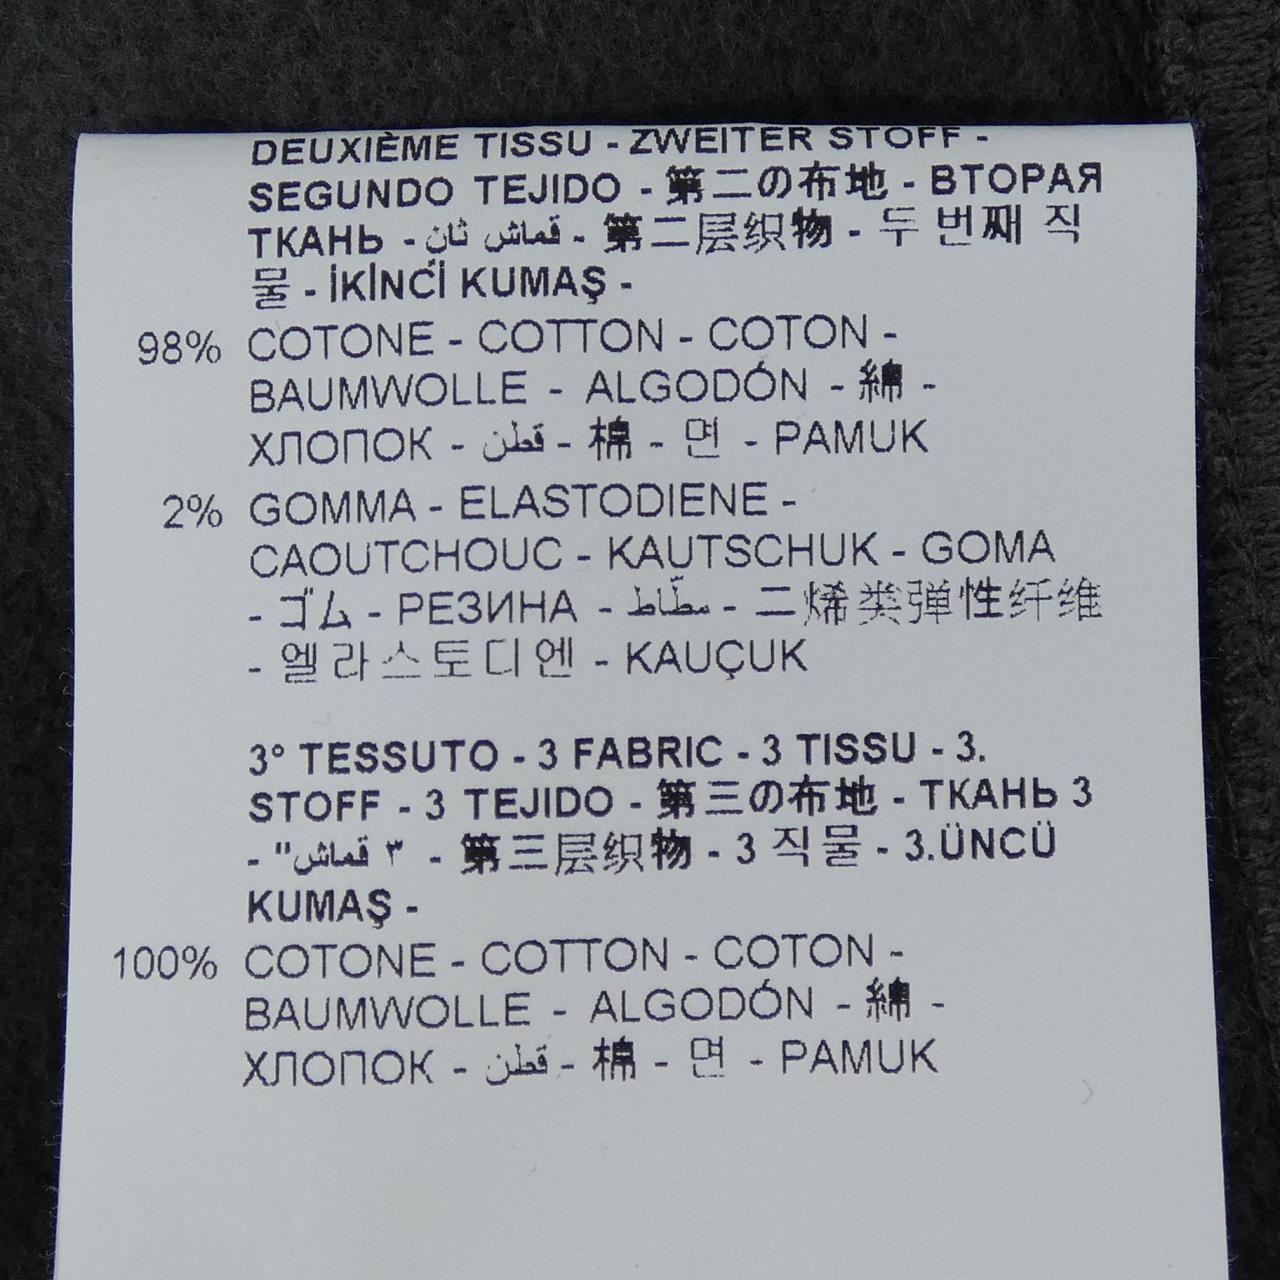 DEUXIÈME TISSU - ZWEITER STOFF -
SEGUNDO TEJIDO - 第二の布地 - ВТОРАЯ
ТКАНЬ - قماش ثان - 第二层织物 - 두 번째 직
물 - İKİNCİ KUMAŞ -
98% COTONE - COTTON - COTON -
BAUMWOLLE - ALGODÓN - 綿 -
ХЛОПОК - قطن - 棉 - 면 - PAMUK
2% GOMMA - ELASTODIENE -
CAOUTCHOUC - KAUTSCHUK - GOMA
- ゴム - РЕЗИНА - مطّاط - 二烯类弹性纤维
- 엘라스토디엔 - KAUÇUK
3° TESSUTO - 3 FABRIC - 3 TISSU - 3.
STOFF - 3 TEJIDO - 第三の布地 - ТКАНЬ 3
- "قماش ٣ - 第三层织物 - 3 직물 - 3.ÜNCÜ
KUMAŞ -
100% COTONE - COTTON - COTON -
BAUMWOLLE - ALGODÓN - 綿 -
ХЛОПОК - قطن - 棉 - 면 - PAMUK